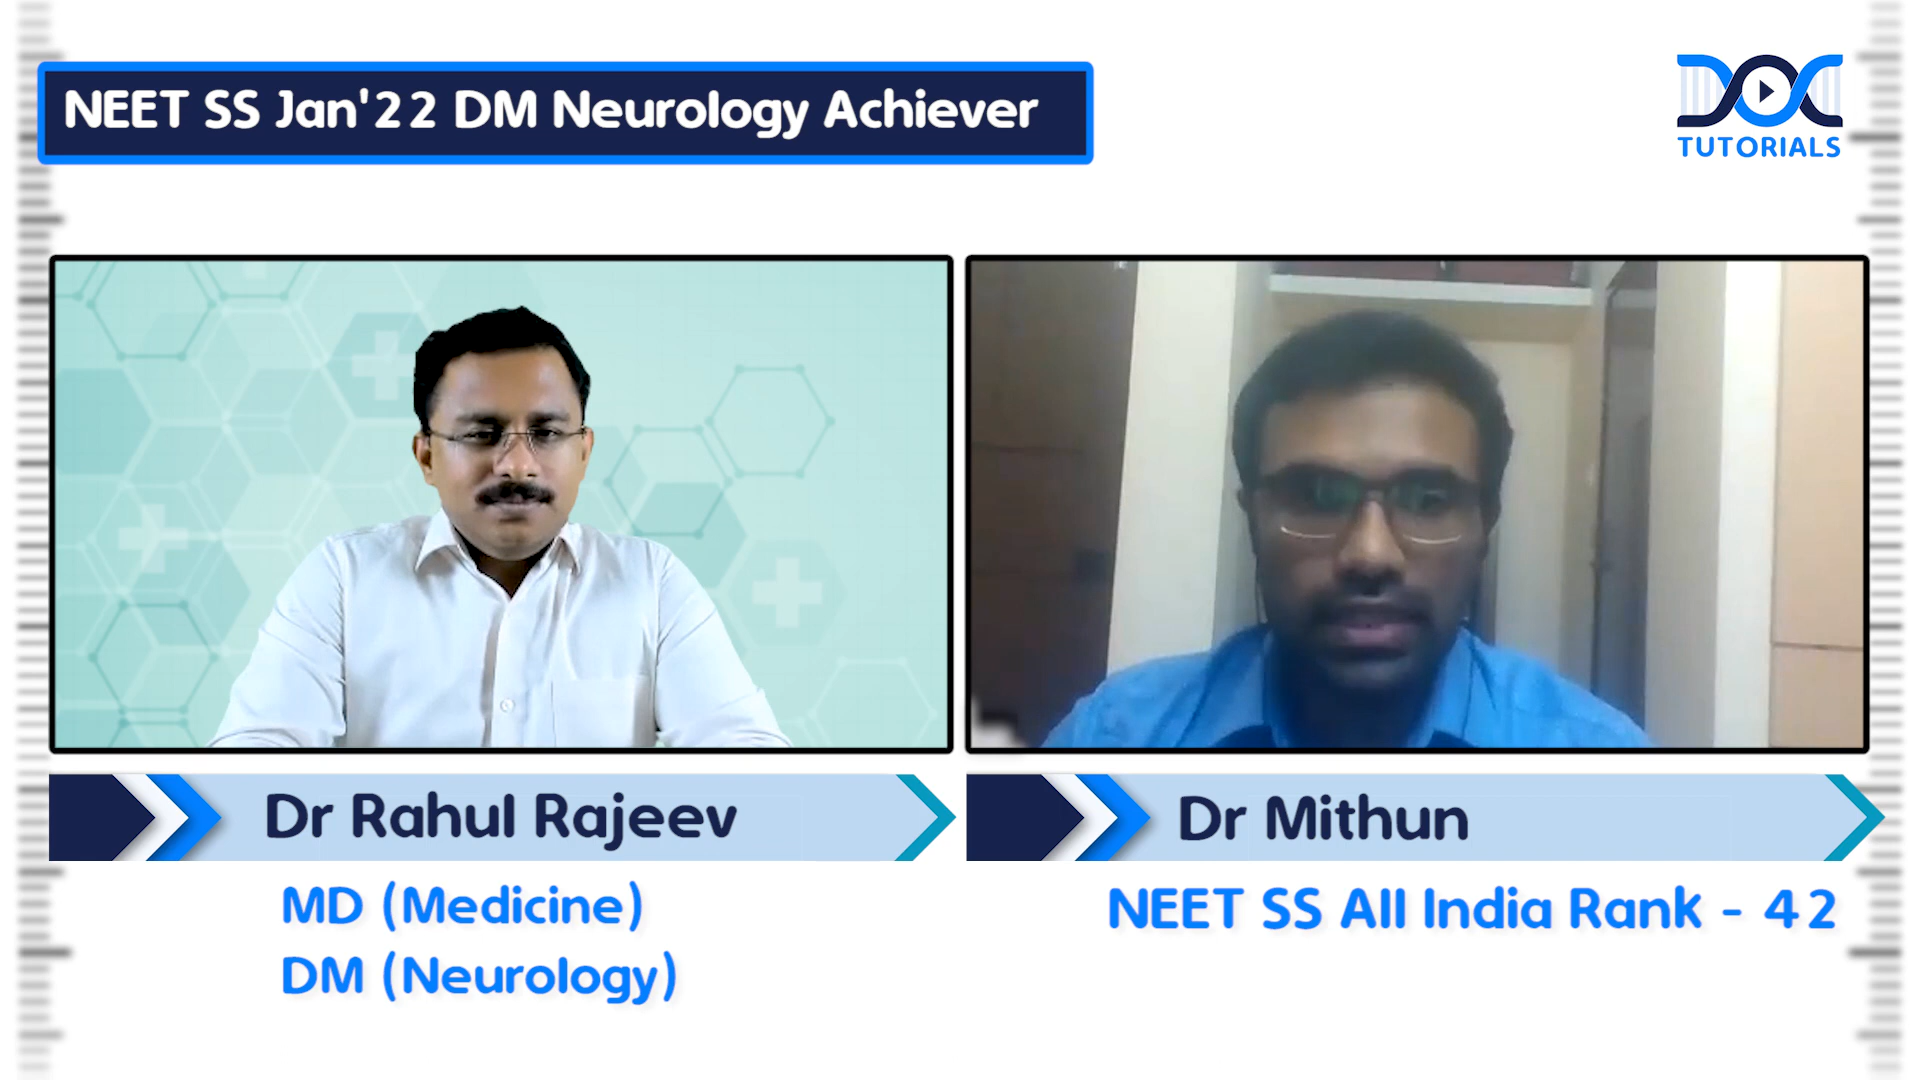 NEET SS Jan'22 DM Neurology Achiever
DOC
TUTORIALS
Dr Rahul Rajeev
MD (Medicine)
DM (Neurology)
Dr Mithun
NEET SS All India Rank - 42